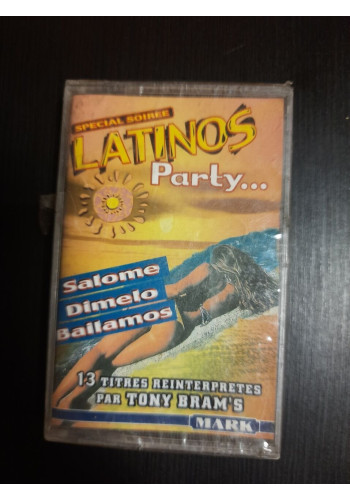 SPECIAL SOIREE
LATINOS
Party...
Salome
Dimelo
Bailamos
13 TITRES REINTERPRETES
PAR TONY BRAM'S
MARK